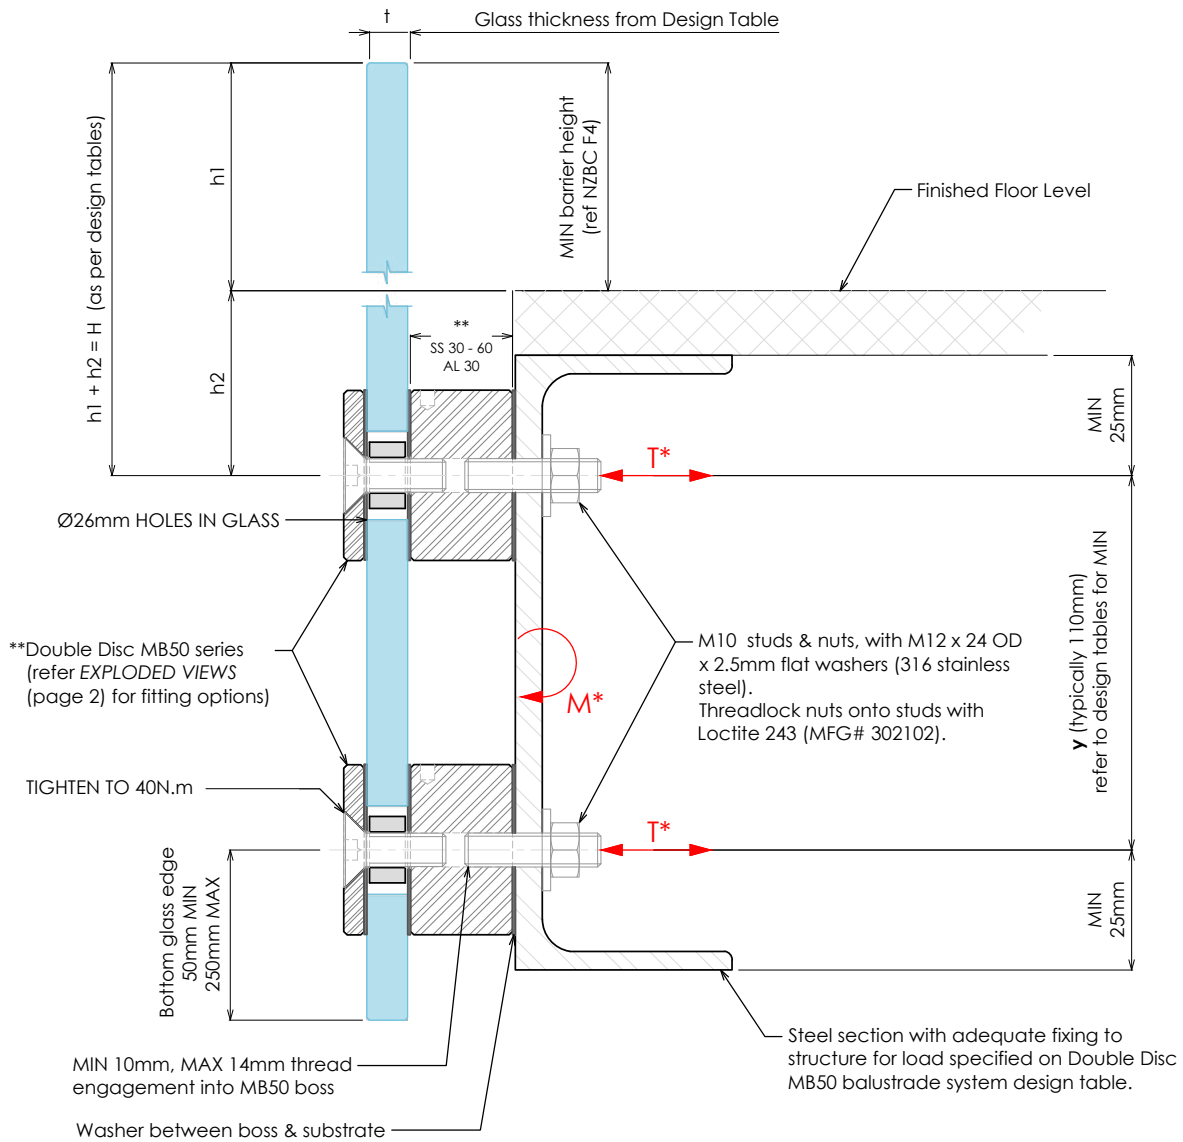 t
Glass thickness from Design Table
h1 + h2 = H  (as per design tables)
h1
MIN barrier height
(ref NZBC F4)
Finished Floor Level
**
SS 30 - 60
AL 30
h2
MIN
25mm
T*
Ø26mm HOLES IN GLASS
**Double Disc MB50 series
(refer EXPLODED VIEWS
(page 2) for fitting options)
M*
M10  studs & nuts, with M12 x 24 OD
x 2.5mm flat washers (316 stainless
steel).
Threadlock nuts onto studs with
Loctite 243 (MFG# 302102).
y (typically 110mm)
refer to design tables for MIN
TIGHTEN TO 40N.m
T*
Bottom glass edge
50mm MIN
250mm MAX
MIN
25mm
MIN 10mm, MAX 14mm thread
engagement into MB50 boss
Steel section with adequate fixing to
structure for load specified on Double Disc
MB50 balustrade system design table.
Washer between boss & substrate